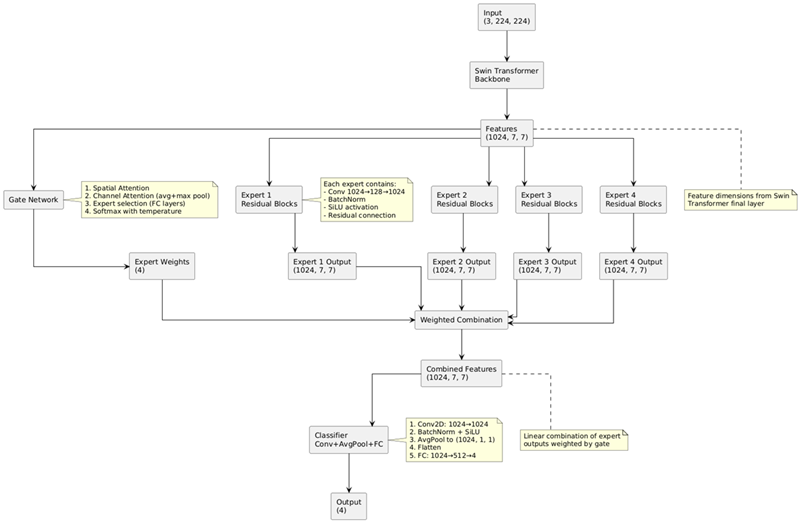 Input
(3, 224, 224)
Swin Transformer
Backbone
Features
(1024, 7, 7)
Gate Network
1. Spatial Attention
2. Channel Attention (avg+max pool)
3. Expert selection (FC layers)
4. Softmax with temperature
Expert 1
Residual Blocks
Each expert contains:
- Conv 1024→128→1024
- BatchNorm
- SiLU activation
- Residual connection
Expert 2
Residual Blocks
Expert 3
Residual Blocks
Expert 4
Residual Blocks
Feature dimensions from Swin
Transformer final layer
Expert Weights
(4)
Expert 1 Output
(1024, 7, 7)
Expert 2 Output
(1024, 7, 7)
Expert 3 Output
(1024, 7, 7)
Expert 4 Output
(1024, 7, 7)
Weighted Combination
Combined Features
(1024, 7, 7)
Classifier
Conv+AvgPool+FC
1. Conv2D: 1024→1024
2. BatchNorm + SiLU
3. AvgPool to (1024, 1, 1)
4. Flatten
5. FC: 1024→512→4
Linear combination of expert
outputs weighted by gate
Output
(4)